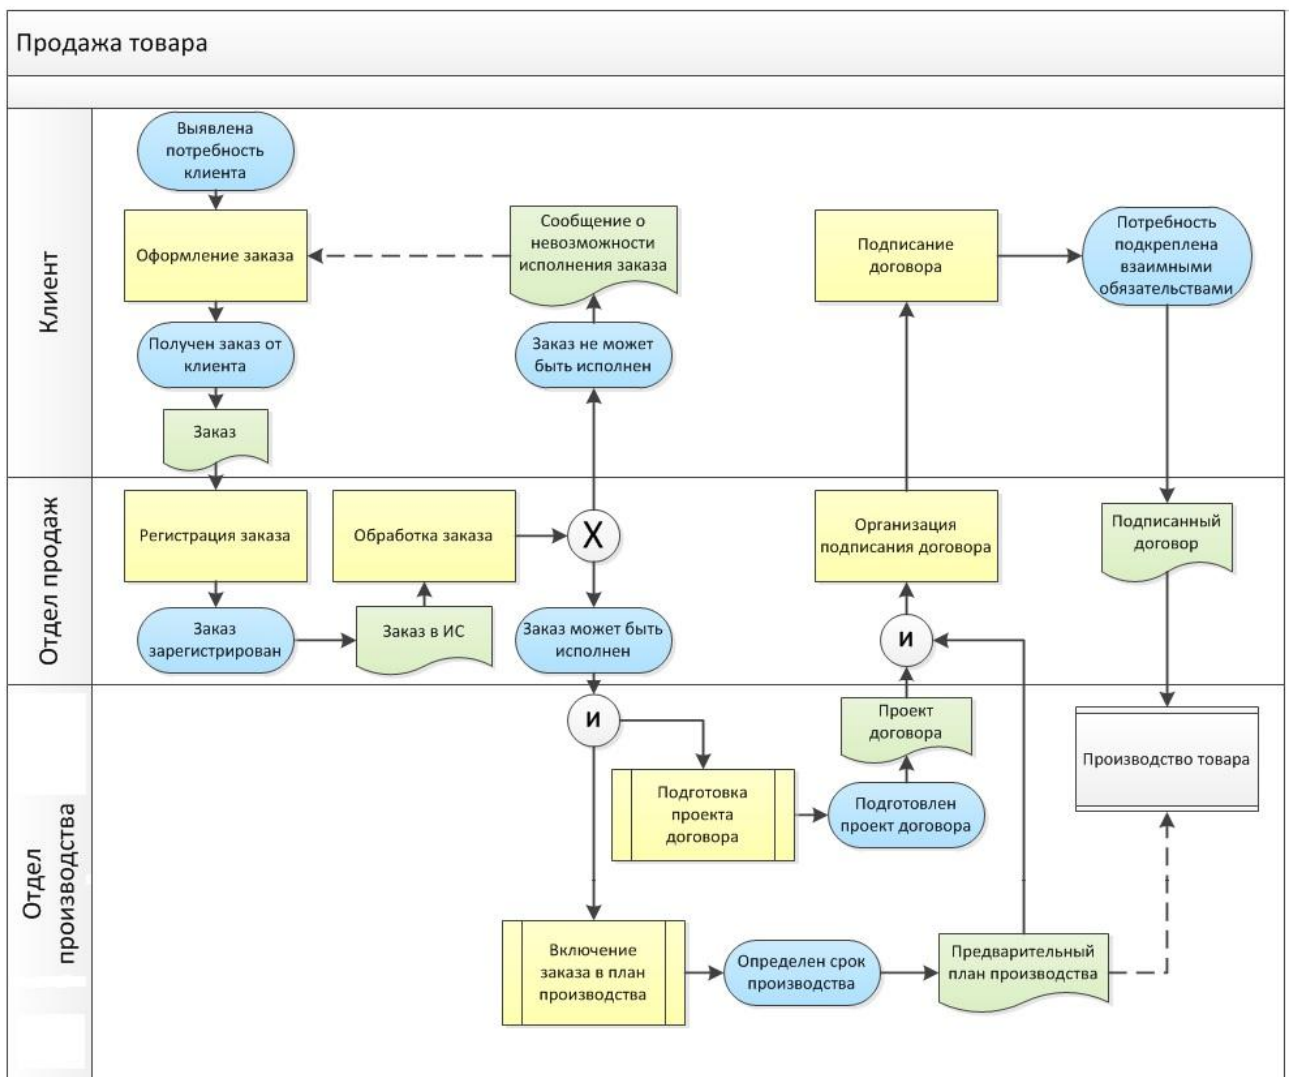 Продажа товара
Клиент
Выявлена
потребность
клиента
Оформление заказа
Получен заказ от
клиента
Заказ
Сообщение о
невозможности
исполнения заказа
Заказ не может
быть исполнен
Подписание
договора
Потребность
подкреплена
взаимными
обязательствами
Отдел продаж
Регистрация заказа
Заказ
зарегистрирован
Обработка заказа
Заказ в ИС
X
Заказ может быть
исполнен
Организация
подписания договора
И
Подписанный
договор
Отдел
производства
И
Подготовка
проекта
договора
Проект
договора
Подготовлен
проект договора
Производство товара
Включение
заказа в план
производства
Определен срок
производства
Предварительный
план производства